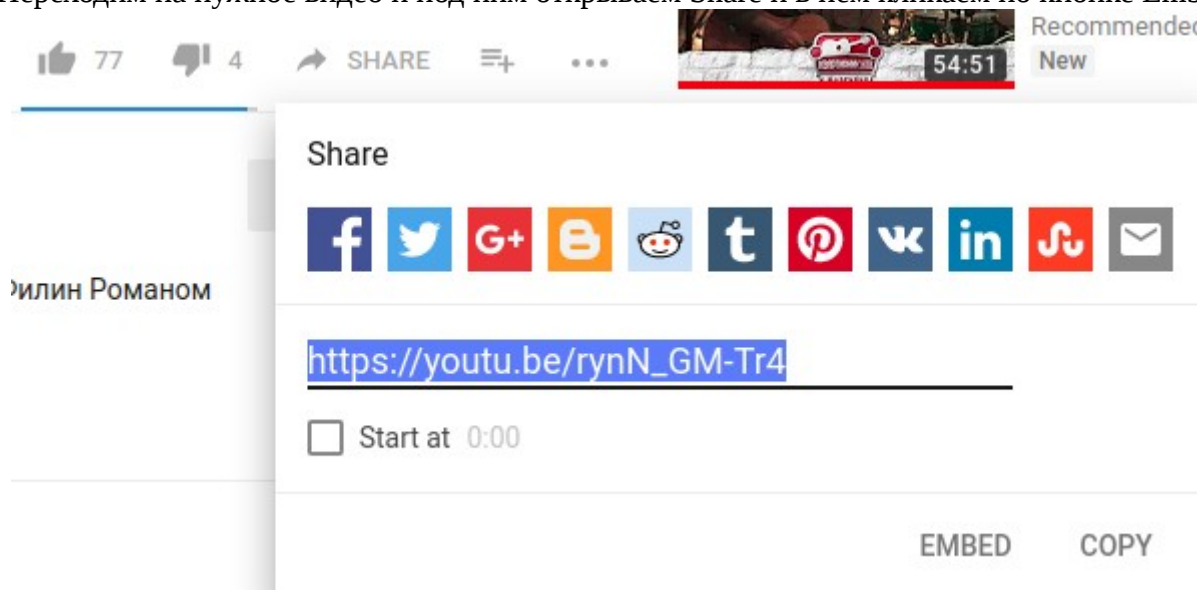 77 4 SHARE
Recommended
54:51 New
Share
G+
https://youtu.be/rynN_GM-Tr4
Романом
Start at 0:00
EMBED COPY